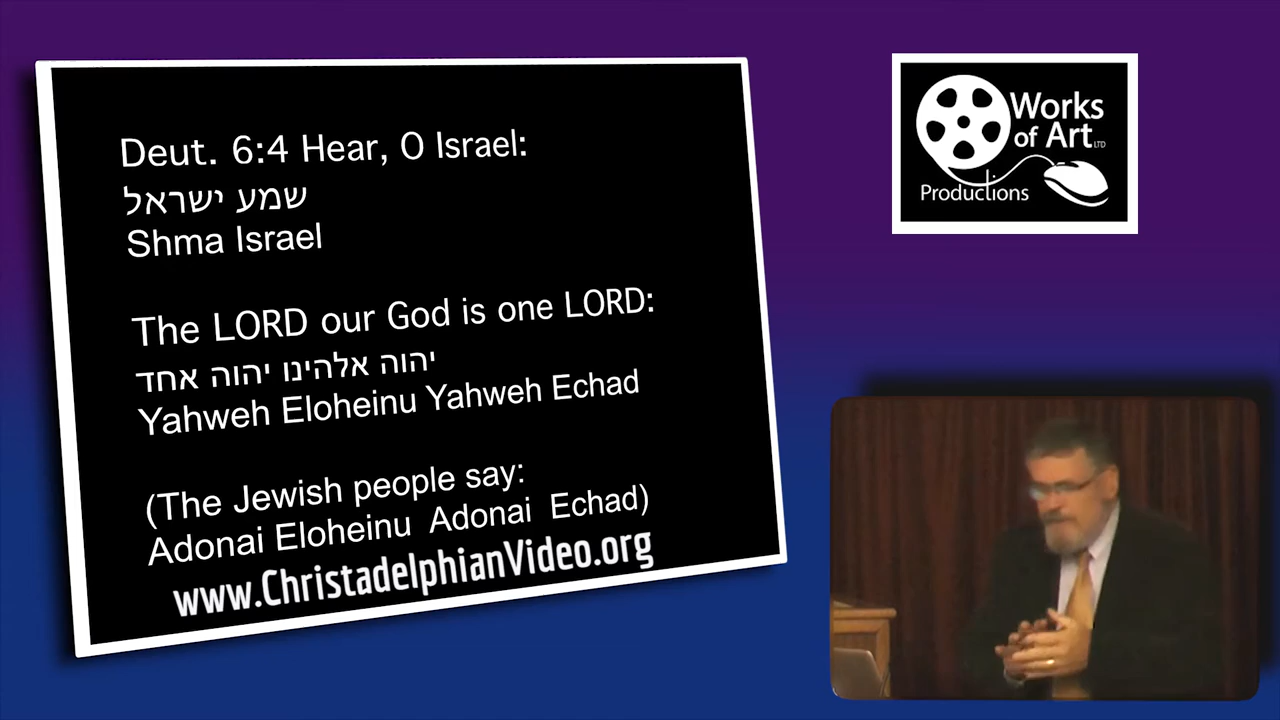 Deut. 6:4 Hear, O Israel:
שמע ישראל
Shma Israel
The LORD our God is one LORD:
יהוה אלהינו יהוה אחד
Yahweh Eloheinu Yahweh Echad
(The Jewish people say:
Adonai Eloheinu Adonai Echad)
www.ChristadelphianVideo.org
Works
of Art LTD
Productions